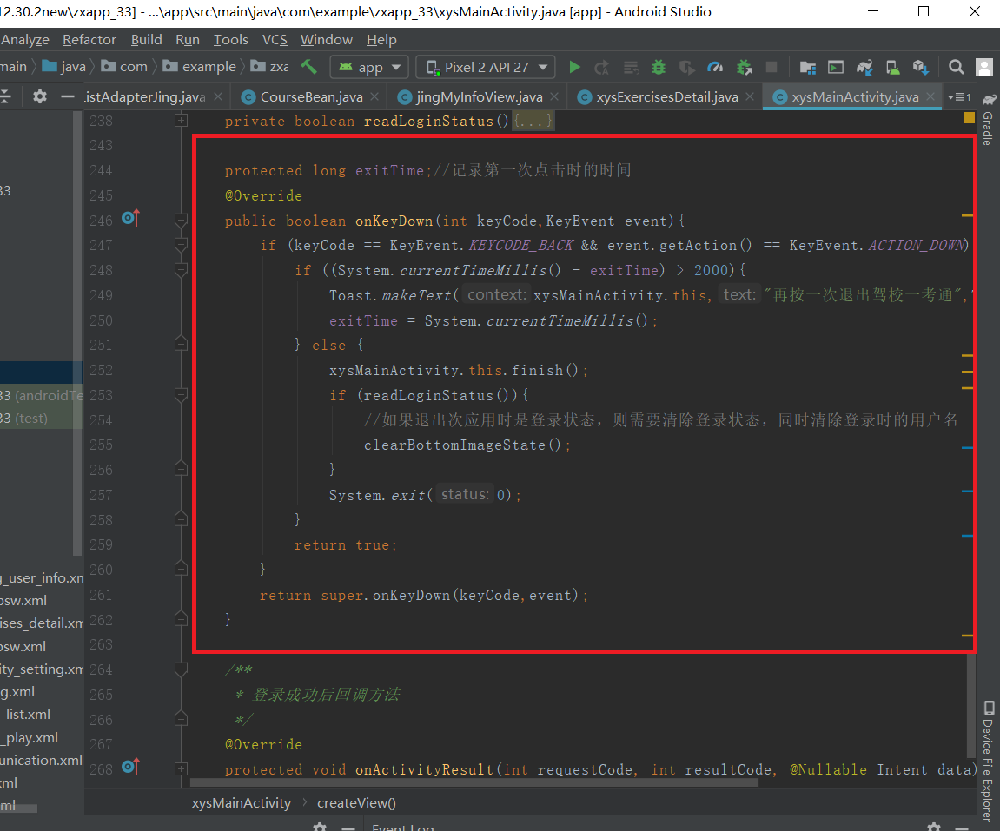 12.30.2new\zxapp_33] - ...\app\src\main\java\com\example\zxapp_33\xysMainActivity.java [app] - Android Studio
Analyze Refactor Build Run Tools VCS Window Help
main java com example zxa app Pixel 2 API 27
istAdapterJing.java CourseBean.java jingMyInfoView.java xysExercisesDetail.java xysMainActivity.java 1
Gradle
238 private boolean readLoginStatus(){...}
243
244 protected long exitTime;//记录第一次点击时的时间
245 @Override
246 public boolean onKeyDown(int keyCode,KeyEvent event){
247 if (keyCode == KeyEvent.KEYCODE_BACK && event.getAction() == KeyEvent.ACTION_DOWN)
248 if ((System.currentTimeMillis() - exitTime) > 2000){
249 Toast.makeText( context: xysMainActivity.this, text: "再按一次退出驾校一考通",
250 exitTime = System.currentTimeMillis();
251 } else {
252 xysMainActivity.this.finish();
253 if (readLoginStatus()){
254 //如果退出次应用时是登录状态，则需要清除登录状态，同时清除登录时的用户名
255 clearBottomImageState();
256 }
257 System.exit( status: 0);
258 }
259 return true;
260 }
261 return super.onKeyDown(keyCode,event);
262 }
263
264 /**
265 * 登录成功后回调方法
266 */
267 @Override
268 protected void onActivityResult(int requestCode, int resultCode, @Nullable Intent data)
33
33 (androidTe
33 (test)
g_user_info.xm
psw.xml
ises_detail.xm
psw.xml
ity_setting.xm
g.xml
_list.xml
_play.xml
unication.xml
xml
ml
Device File Explorer
xysMainActivity createView()
Event Log